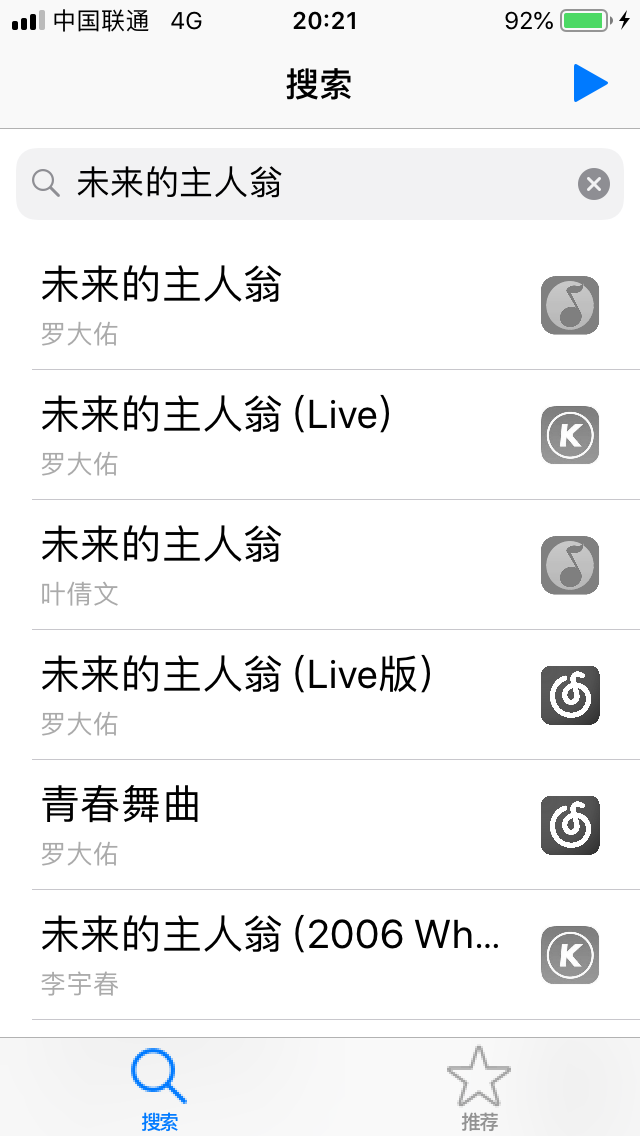 中国联通 4G 20:21 92%
搜索
未来的主人翁
未来的主人翁
罗大佑
未来的主人翁 (Live)
罗大佑
未来的主人翁
叶倩文
未来的主人翁 (Live版)
罗大佑
青春舞曲
罗大佑
未来的主人翁 (2006 Wh...
李宇春
搜索 推荐